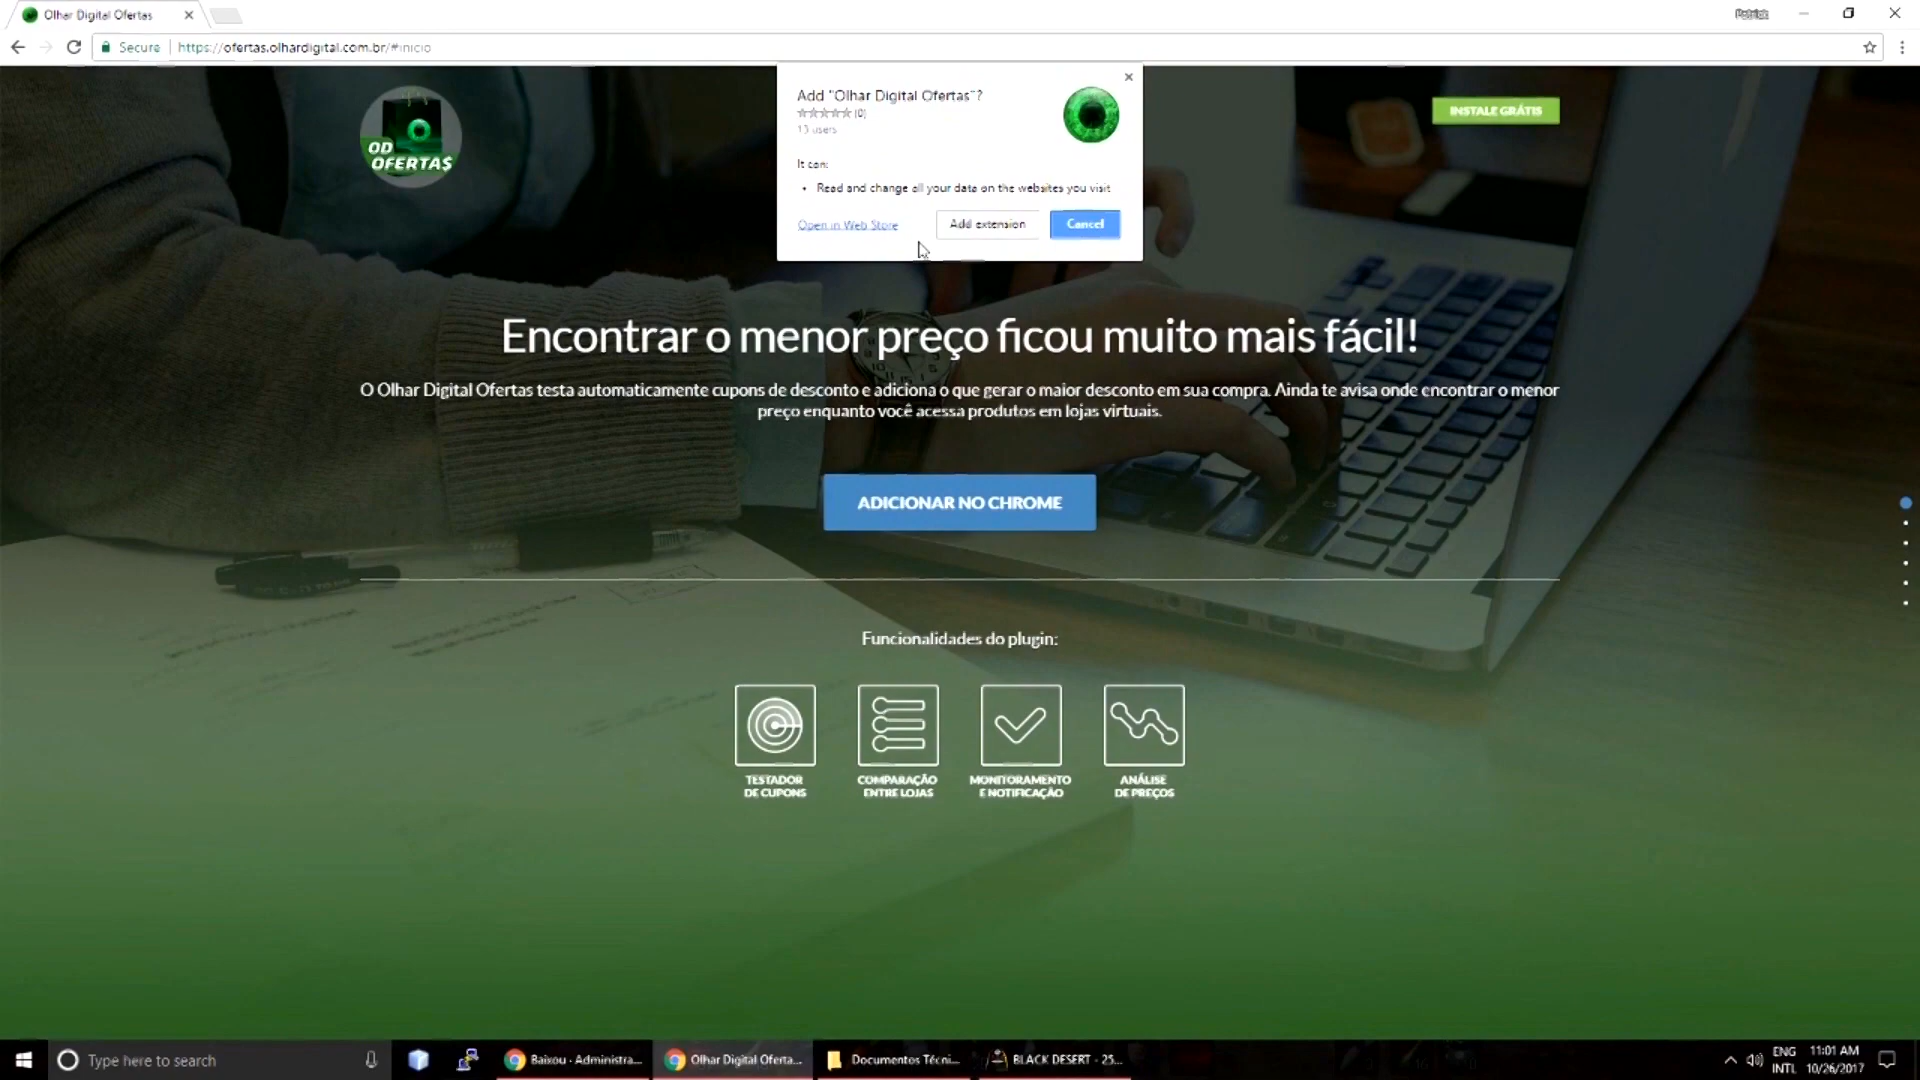 Olhar Digital Ofertas
Patrick
Secure
https://ofertas.olhardigital.com.br/#inicio
Add "Olhar Digital Ofertas"?
(0)
13 users
It can:
• Read and change all your data on the websites you visit
Open in Web Store
Add extension
Cancel
OD
OFERTA$
INSTALE GRÁTIS
Encontrar o menor preço ficou muito mais fácil!
O Olhar Digital Ofertas testa automaticamente cupons de desconto e adiciona o que gerar o maior desconto em sua compra. Ainda te avisa onde encontrar o menor
preço enquanto você acessa produtos em lojas virtuais.
ADICIONAR NO CHROME
Funcionalidades do plugin:
TESTADOR
DE CUPONS
COMPARAÇÃO
ENTRE LOJAS
MONITORAMENTO
E NOTIFICAÇÃO
ANÁLISE
DE PREÇOS
Type here to search
Baixou - Administra...
Olhar Digital Oferta...
Documentos Técni...
BLACK DESERT - 25...
ENG
INTL
11:01 AM
10/26/2017